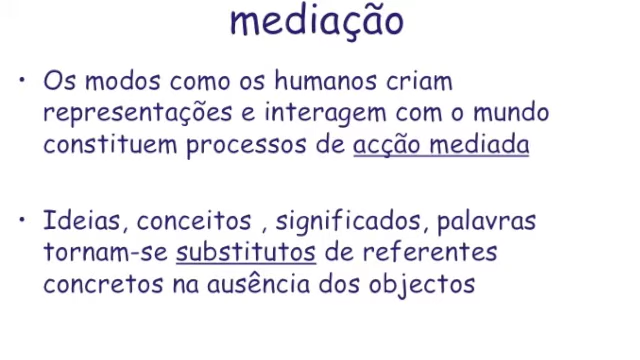 mediação
• Os modos como os humanos criam
representações e interagem com o mundo
constituem processos de acção mediada
• Ideias, conceitos , significados, palavras
tornam-se substitutos de referentes
concretos na ausência dos objectos